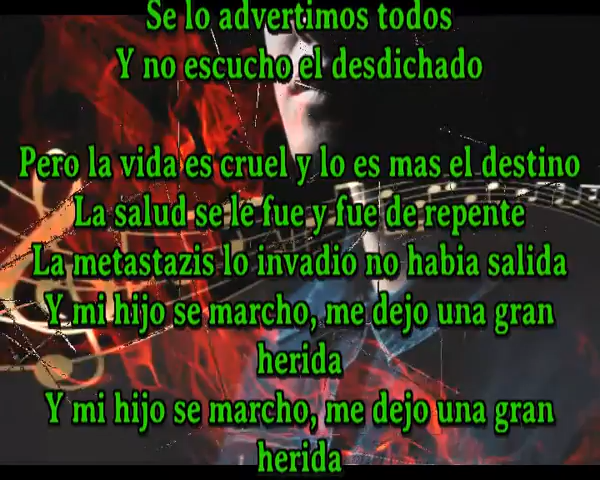 Se lo advertimos todos
Y no escucho el desdichado
Pero la vida es cruel y lo es mas el destino
La salud se le fue y fue de repente
La metastazis lo invadio no habia salida
Y mi hijo se marcho, me dejo una gran
herida
Y mi hijo se marcho, me dejo una gran
herida